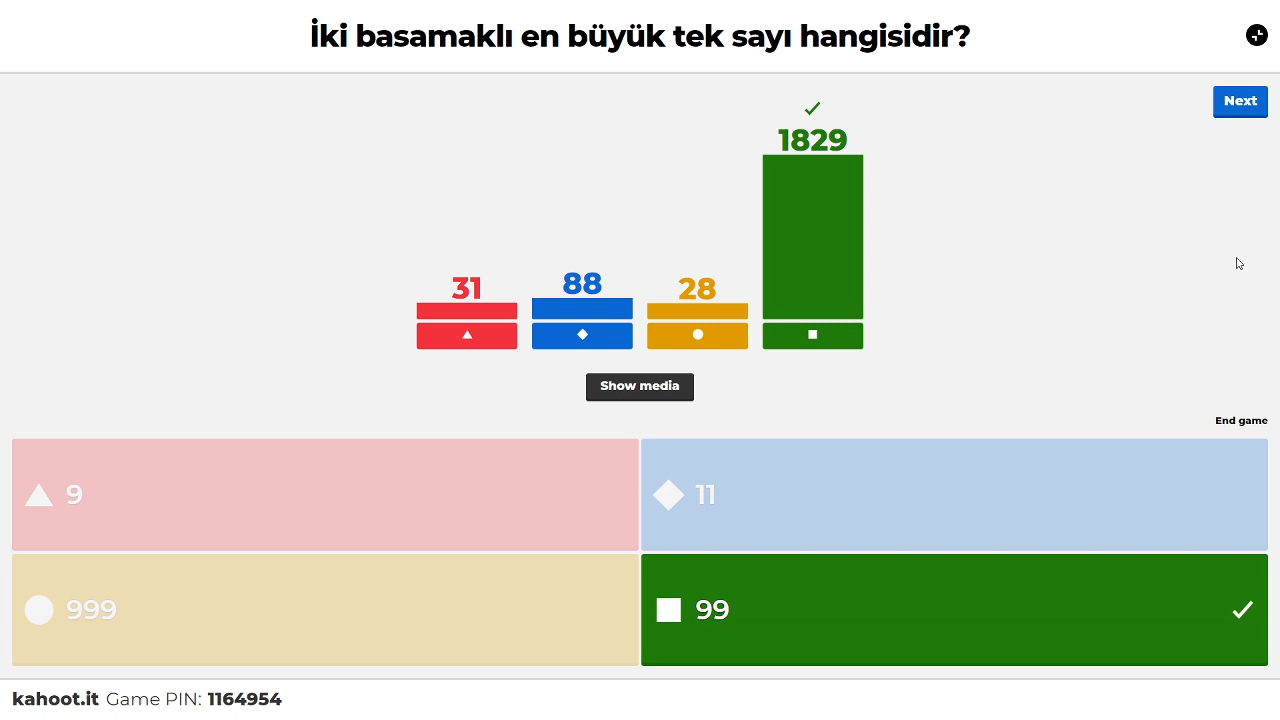 İki basamaklı en büyük tek sayı hangisidir?
Next
1829
31
88
28
Show media
End game
9
11
999
99
kahoot.it Game PIN: 1164954